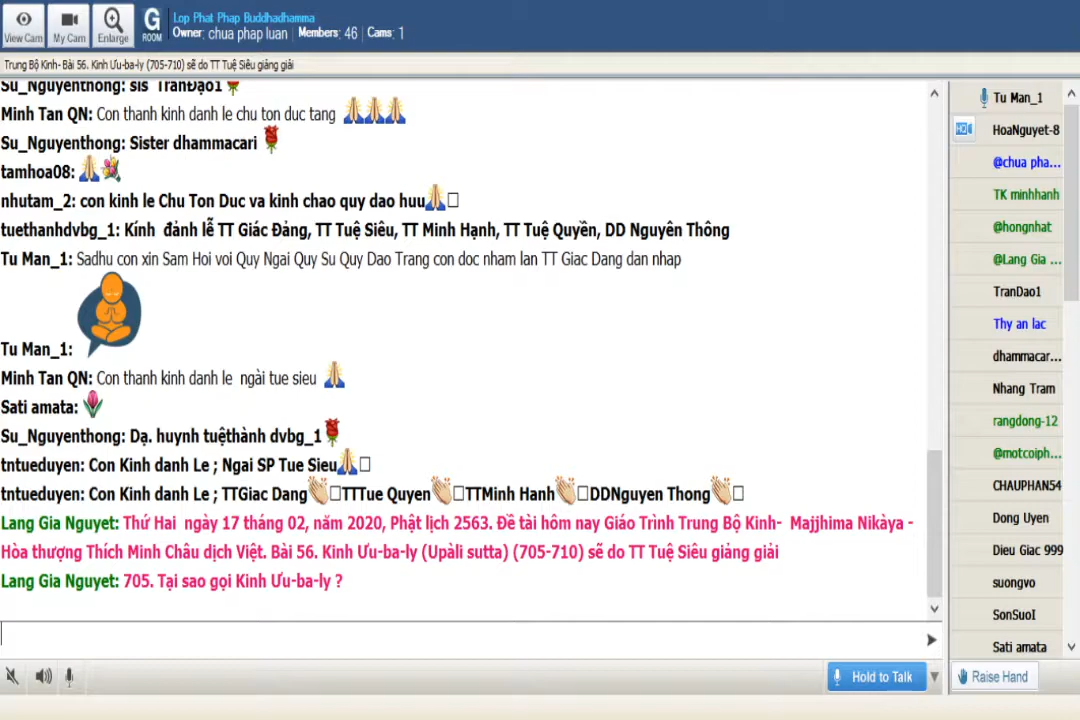 View Cam
My Cam
Enlarge
G
ROOM
Lop Phat Phap Buddhadhamma
Owner: chua phap luan | Members: 46 | Cams: 1
Trung Bộ Kinh- Bài 56. Kinh Ưu-ba-ly (705-710) sẽ do TT Tuệ Siêu giảng giải
Su_Nguyenthong: sis TranĐạo1
Minh Tan QN: Con thanh kinh danh le chu ton duc tang
Su_Nguyenthong: Sister dhammacari
tamhoa08:
nhutam_2: con kinh le Chu Ton Duc va kinh chao quy dao huu
tuethanhdvbg_1: Kính đảnh lễ TT Giác Đảng, TT Tuệ Siêu, TT Minh Hạnh, TT Tuệ Quyền, DD Nguyên Thông
Tu Man_1: Sadhu con xin Sam Hoi voi Quy Ngai Quy Su Quy Dao Trang con doc nham lan TT Giac Dang dan nhap
Tu Man_1:
Minh Tan QN: Con thanh kinh danh le ngài tue sieu
Sati amata:
Su_Nguyenthong: Dạ. huynh tuệthành dvbg_1
tntueduyen: Con Kinh danh Le ; Ngai SP Tue Sieu
tntueduyen: Con Kinh danh Le ; TTGiac Dang TTTue Quyen TTMinh Hanh DDNguyen Thong
Lang Gia Nguyet: Thứ Hai ngày 17 tháng 02, năm 2020, Phật lịch 2563. Đề tài hôm nay Giáo Trình Trung Bộ Kinh- Majjhima Nikàya -
Hòa thượng Thích Minh Châu dịch Việt. Bài 56. Kinh Ưu-ba-ly (Upàli sutta) (705-710) sẽ do TT Tuệ Siêu giảng giải
Lang Gia Nguyet: 705. Tại sao gọi Kinh Ưu-ba-ly ?
Hold to Talk
Tu Man_1
HQ
HoaNguyet-8
@chua pha...
TK minhhanh
@hongnhat
@Lang Gia ...
TranDao1
Thy an lac
dhammacar...
Nhang Tram
rangdong-12
@motcoiph...
CHAUPHAN54
Dong Uyen
Dieu Giac 999
suongvo
SonSuoI
Sati amata
Raise Hand